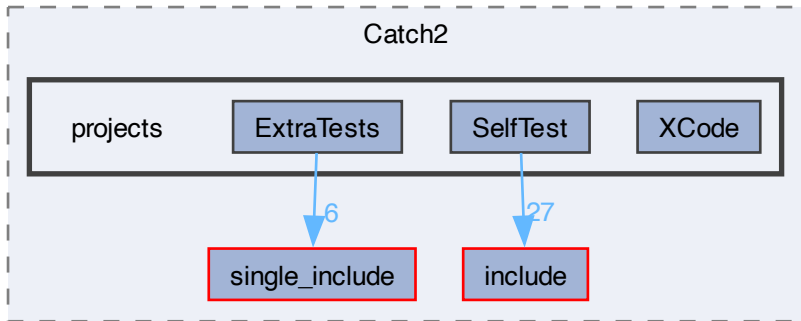 Catch2
projects
ExtraTests
SelfTest
XCode
6
27
single_include
include